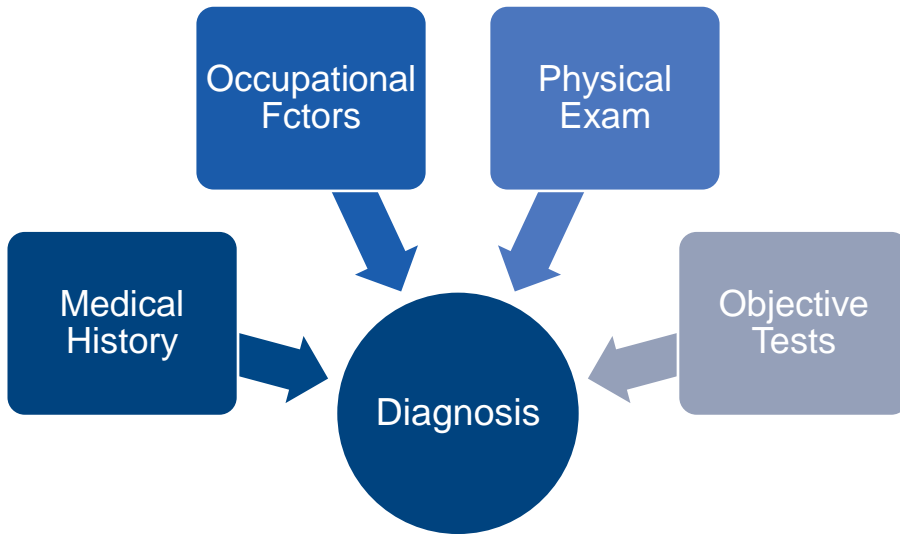 Occupational
Fctors
Physical
Exam
Medical
History
Objective
Tests
Diagnosis